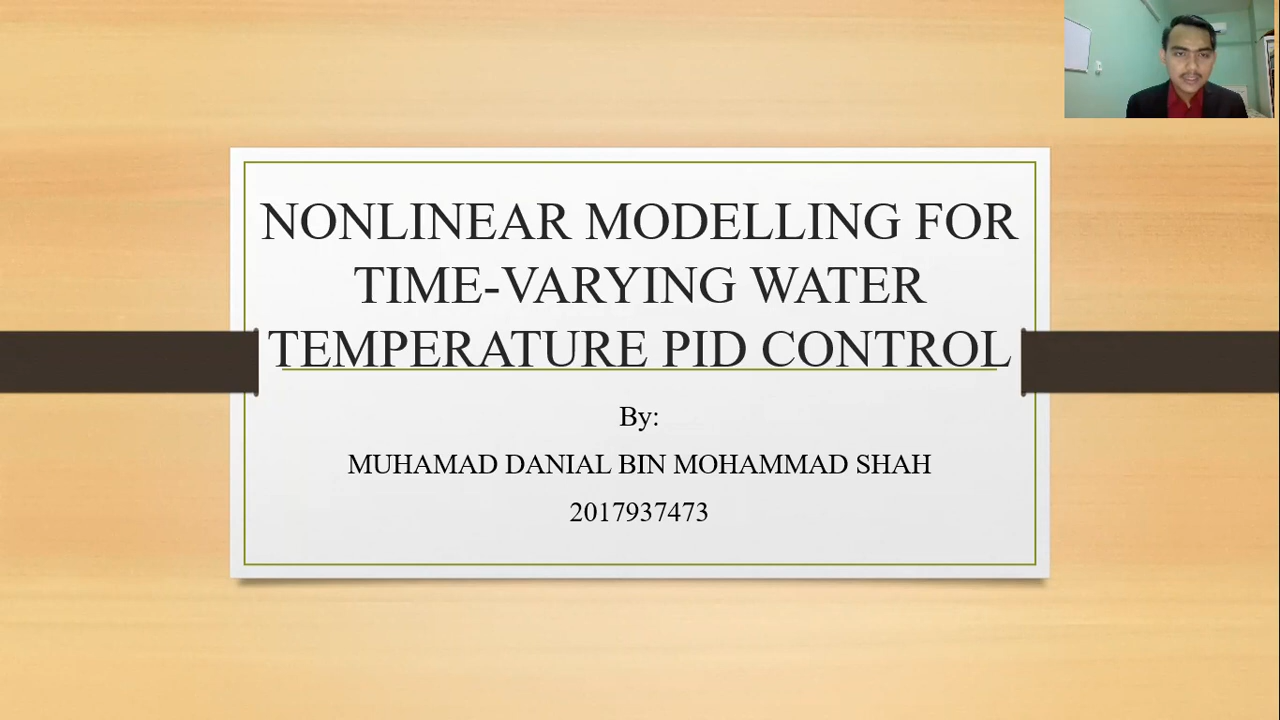 NONLINEAR MODELLING FOR
TIME-VARYING WATER
TEMPERATURE PID CONTROL
By:
MUHAMAD DANIAL BIN MOHAMMAD SHAH
2017937473